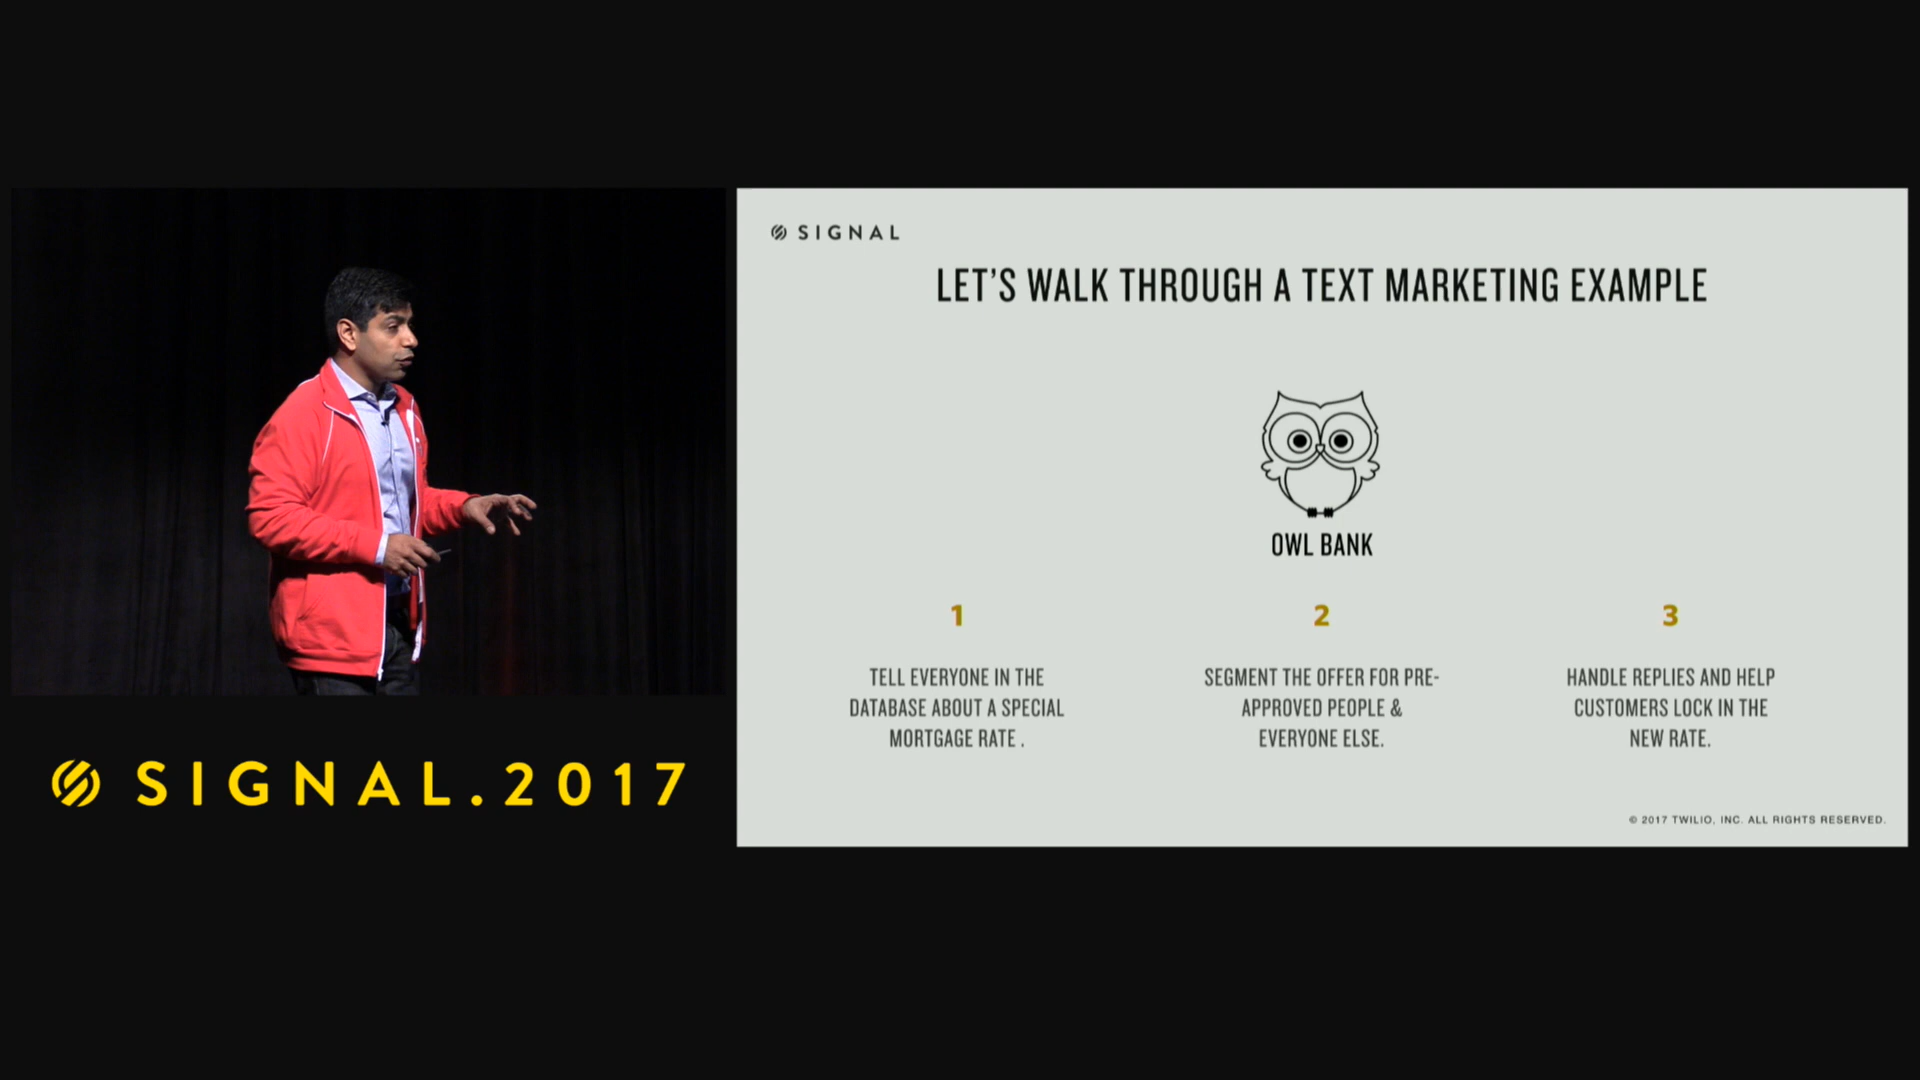 SIGNAL.2017
SIGNAL
LET'S WALK THROUGH A TEXT MARKETING EXAMPLE
OWL BANK
1
TELL EVERYONE IN THE
DATABASE ABOUT A SPECIAL
MORTGAGE RATE .
2
SEGMENT THE OFFER FOR PRE-
APPROVED PEOPLE &
EVERYONE ELSE.
3
HANDLE REPLIES AND HELP
CUSTOMERS LOCK IN THE
NEW RATE.
© 2017 TWILIO, INC. ALL RIGHTS RESERVED.